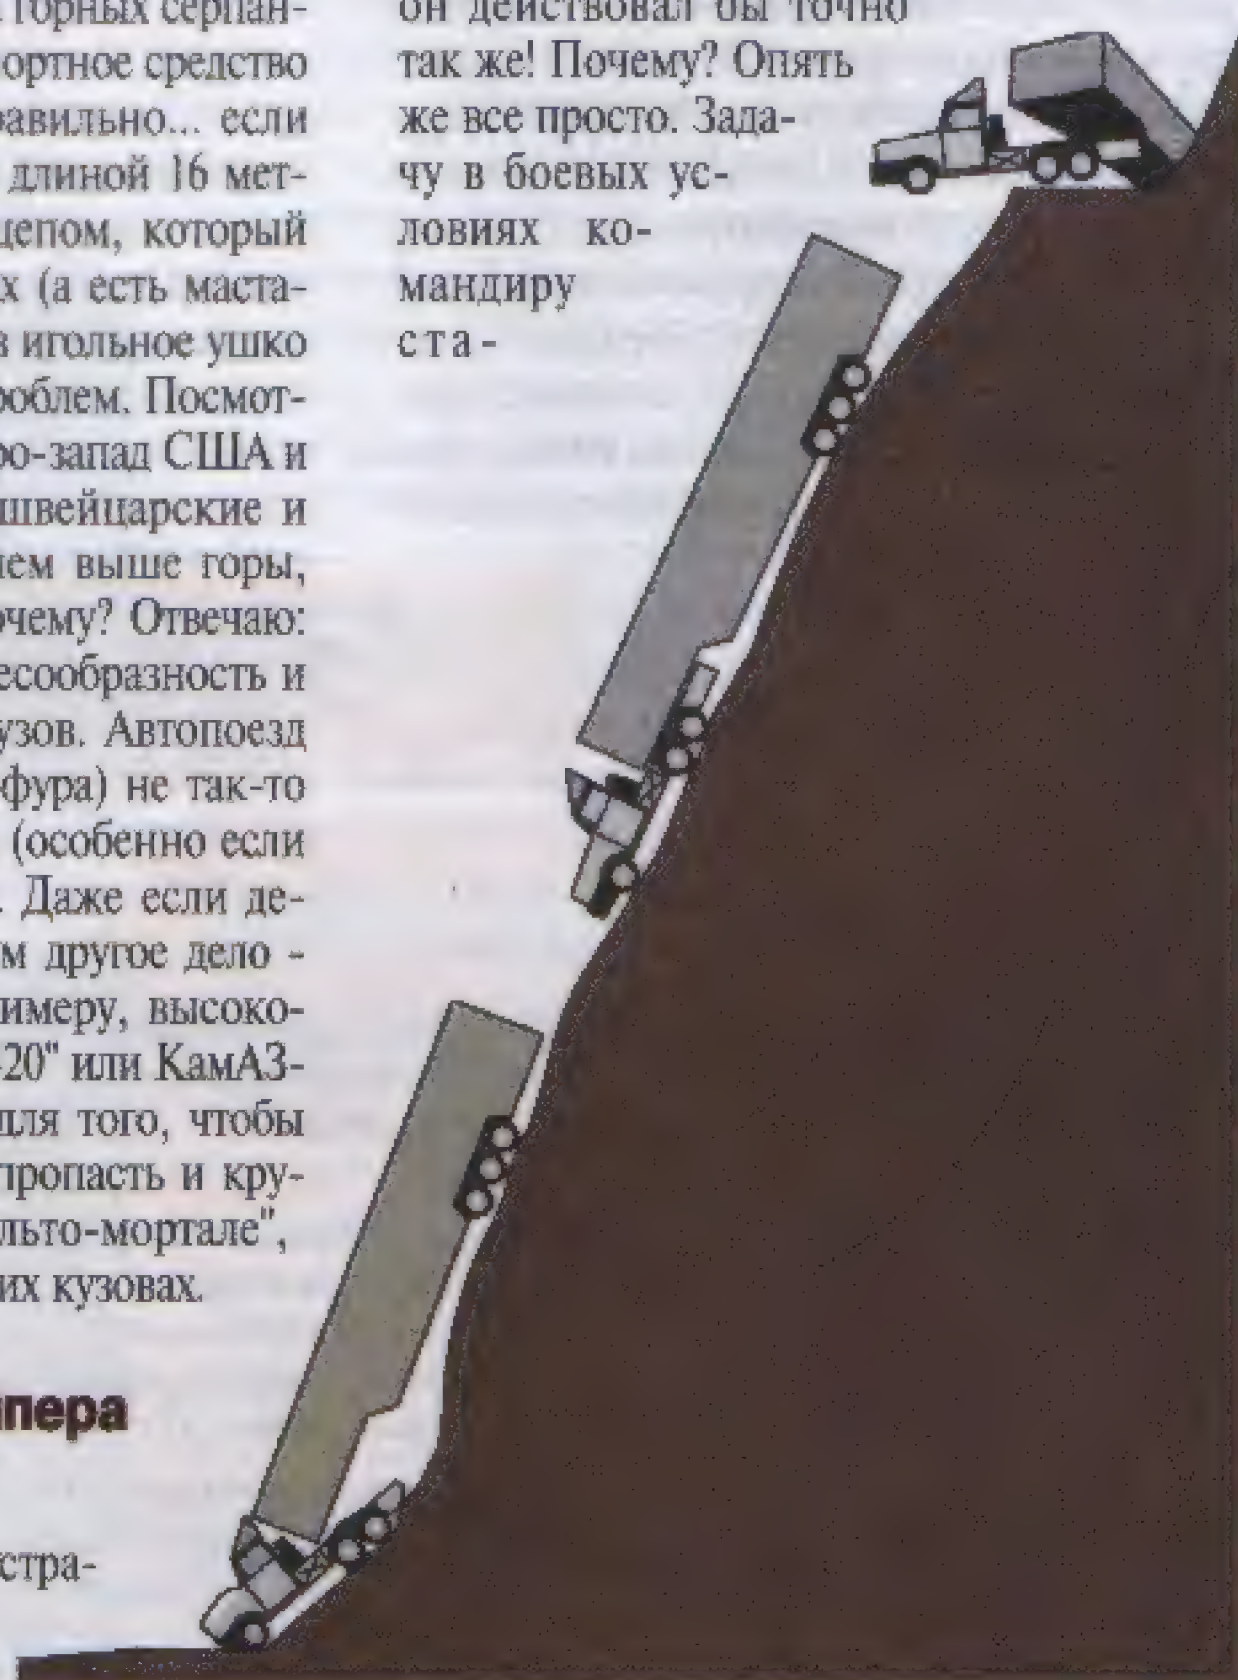 горных серпан-
ортное средство
равильно... если
длиной 16 мет-
цепом, который
х (а есть маста-
в игольное ушко
роблем. Посмот-
ро-запад США и
швейцарские и
чем выше горы,
очему? Отвечаю:
есообразность и
узов. Автопоезд
фура) не так-то
(особенно если
. Даже если де-
м другое дело -
имеру, высоко-
-20" или КамАЗ-
для того, чтобы
пропасть и кру-
льто-мортале",
их кузовах.
пера
стра-
он действовал бы точно
так же! Почему? Опять
же все просто. Зада-
чу в боевых ус-
ловиях ко-
мандиру
ста-